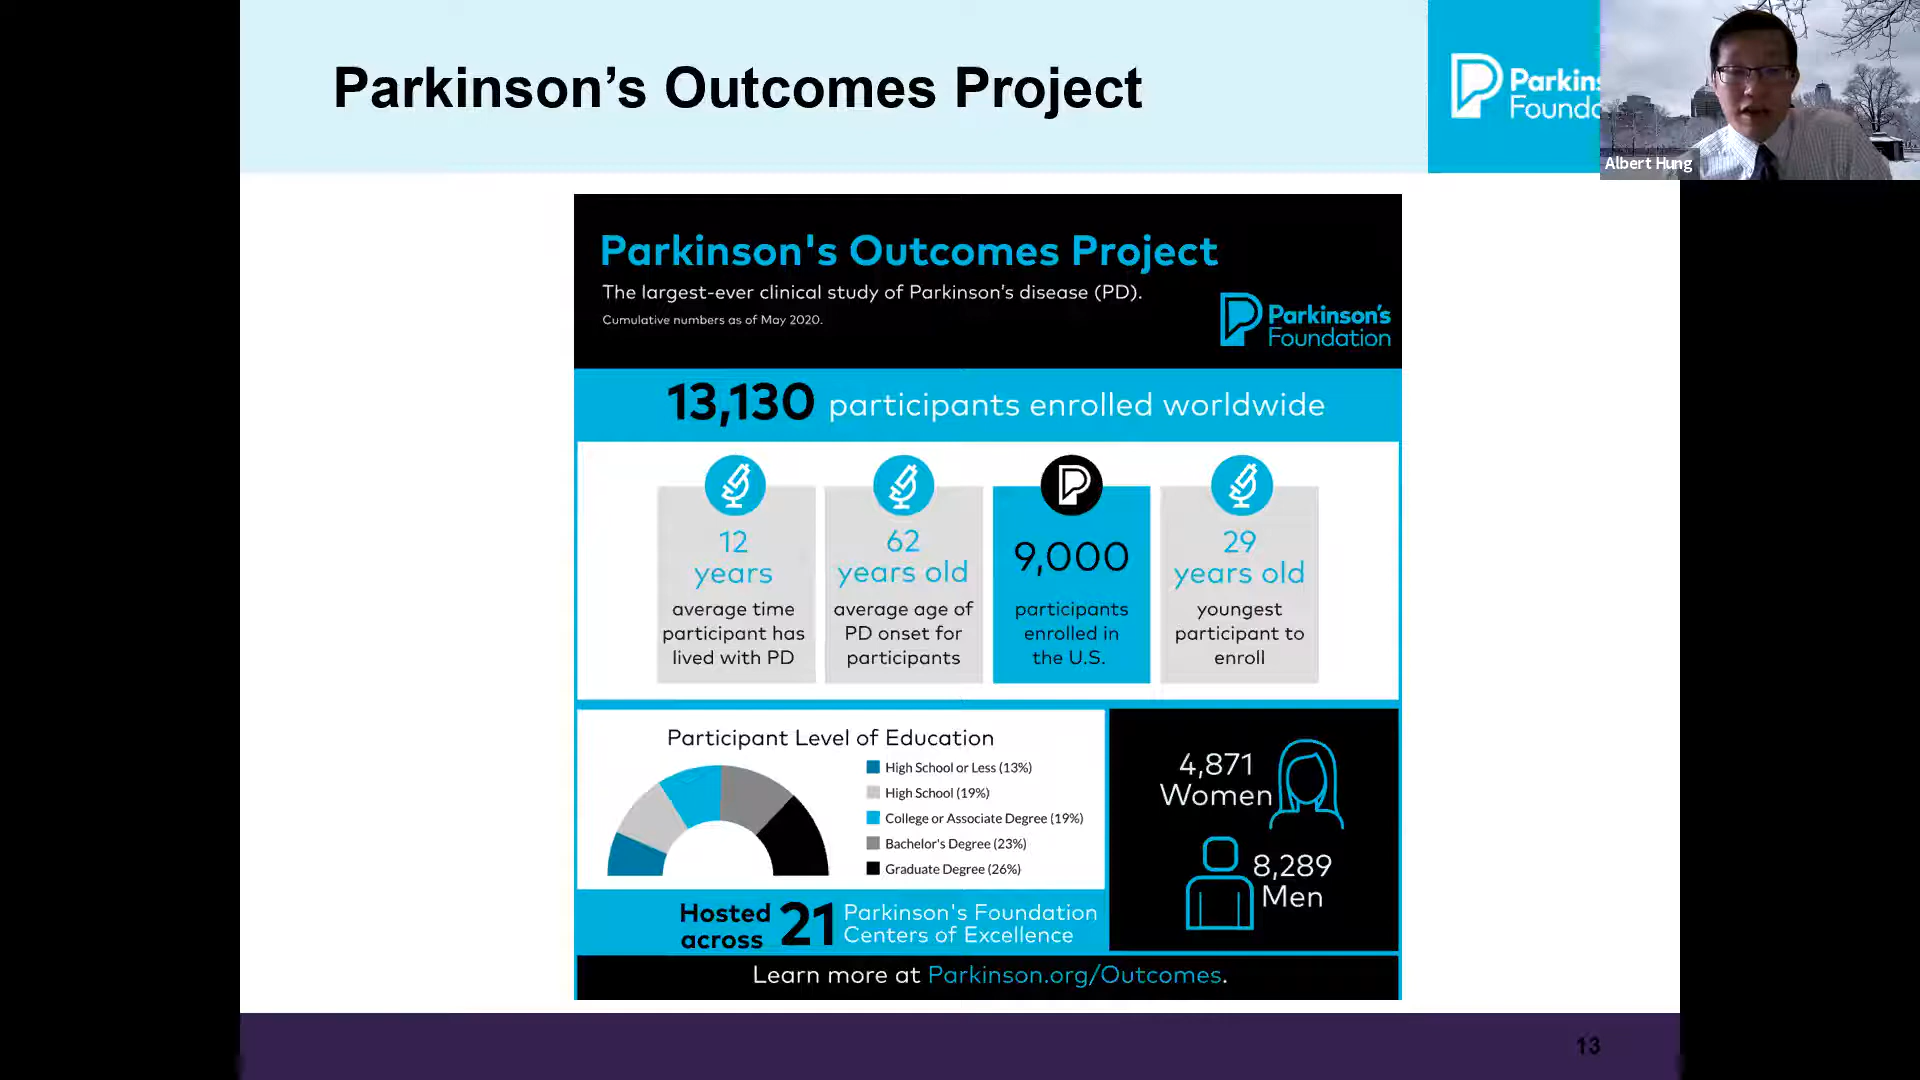 Parkinson’s Outcomes Project
Albert Hung
Parkinson's Outcomes Project
The largest-ever clinical study of Parkinson’s disease (PD).
Cumulative numbers as of May 2020.
Parkinson's
Foundation
13,130 participants enrolled worldwide
12
years
average time
participant has
lived with PD
62
years old
average age of
PD onset for
participants
9,000
participants
enrolled in
the U.S.
29
years old
youngest
participant to
enroll
Participant Level of Education
High School or Less (13%)
High School (19%)
College or Associate Degree (19%)
Bachelor's Degree (23%)
Graduate Degree (26%)
4,871
Women
8,289
Men
Hosted
across
21
Parkinson's Foundation
Centers of Excellence
Learn more at Parkinson.org/Outcomes.
13